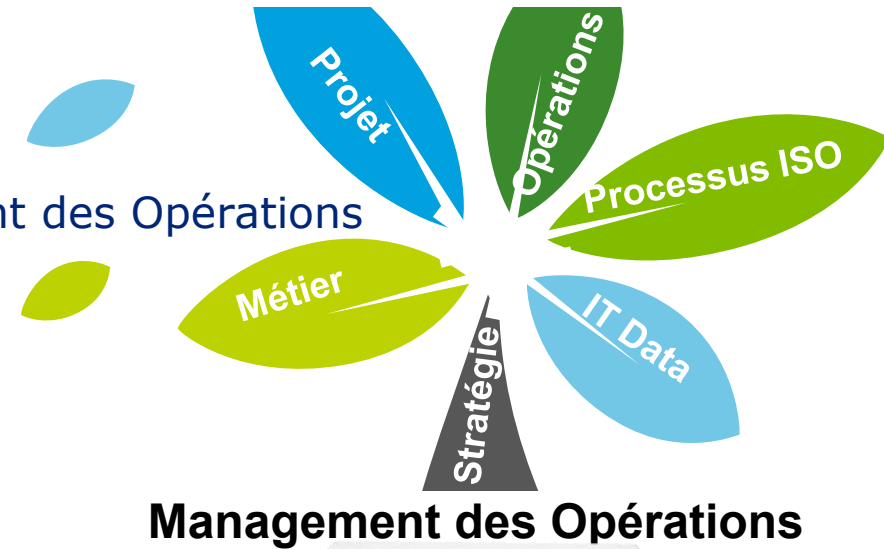 Projet
Opérations
Processus ISO
nt des Opérations
Métier
IT Data
Stratégie
Management des Opérations